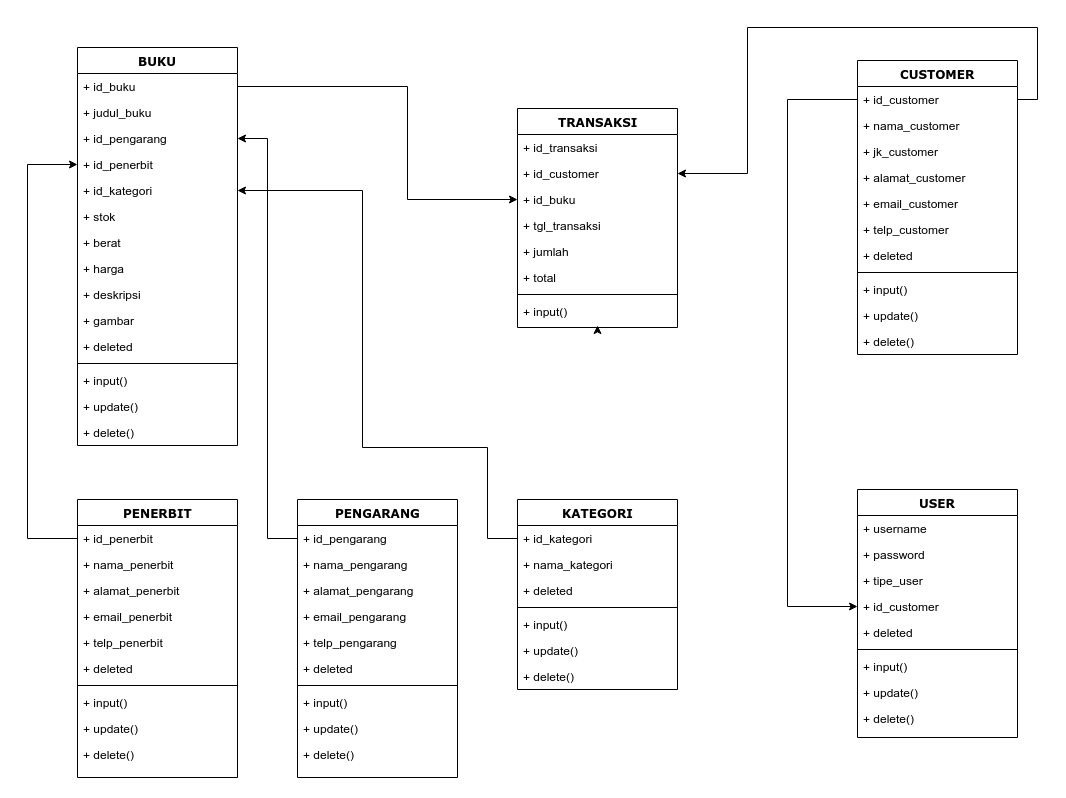 BUKU
+ id_buku
+ judul_buku
+ id_pengarang
+ id_penerbit
+ id_kategori
+ stok
+ berat
+ harga
+ deskripsi
+ gambar
+ deleted
+ input()
+ update()
+ delete()
TRANSAKSI
+ id_transaksi
+ id_customer
+ id_buku
+ tgl_transaksi
+ jumlah
+ total
+ input()
CUSTOMER
+ id_customer
+ nama_customer
+ jk_customer
+ alamat_customer
+ email_customer
+ telp_customer
+ deleted
+ input()
+ update()
+ delete()
PENERBIT
+ id_penerbit
+ nama_penerbit
+ alamat_penerbit
+ email_penerbit
+ telp_penerbit
+ deleted
+ input()
+ update()
+ delete()
PENGARANG
+ id_pengarang
+ nama_pengarang
+ alamat_pengarang
+ email_pengarang
+ telp_pengarang
+ deleted
+ input()
+ update()
+ delete()
KATEGORI
+ id_kategori
+ nama_kategori
+ deleted
+ input()
+ update()
+ delete()
USER
+ username
+ password
+ tipe_user
+ id_customer
+ deleted
+ input()
+ update()
+ delete()